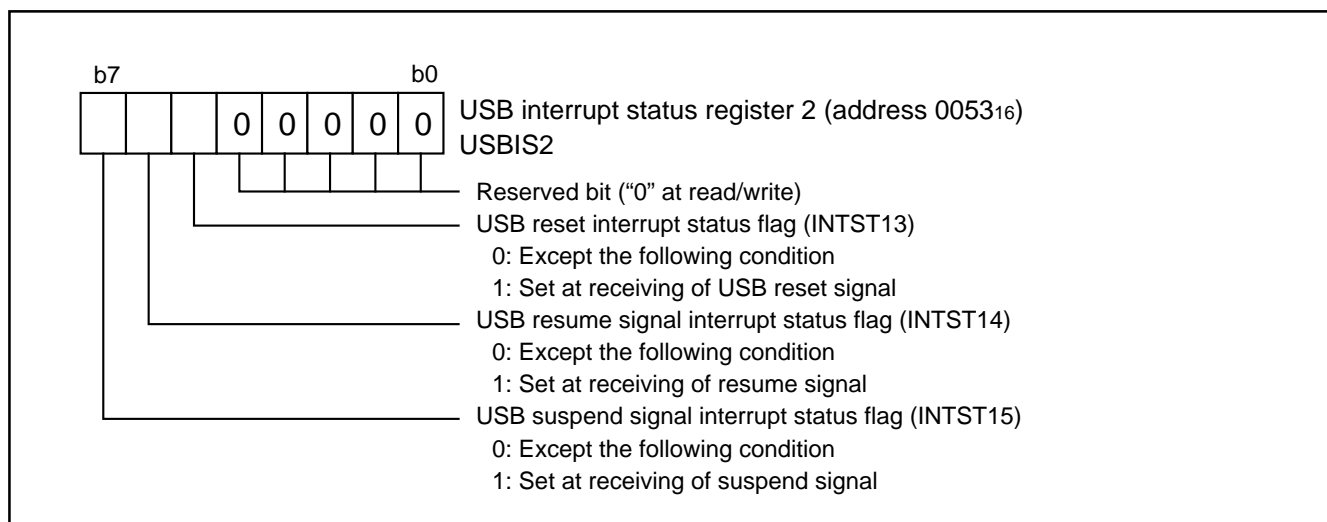 b7 b0
0 0 0 0 0
USB interrupt status register 2 (address 005316)
USBIS2
Reserved bit (“0” at read/write)
USB reset interrupt status flag (INTST13)
0: Except the following condition
1: Set at receiving of USB reset signal
USB resume signal interrupt status flag (INTST14)
0: Except the following condition
1: Set at receiving of resume signal
USB suspend signal interrupt status flag (INTST15)
0: Except the following condition
1: Set at receiving of suspend signal